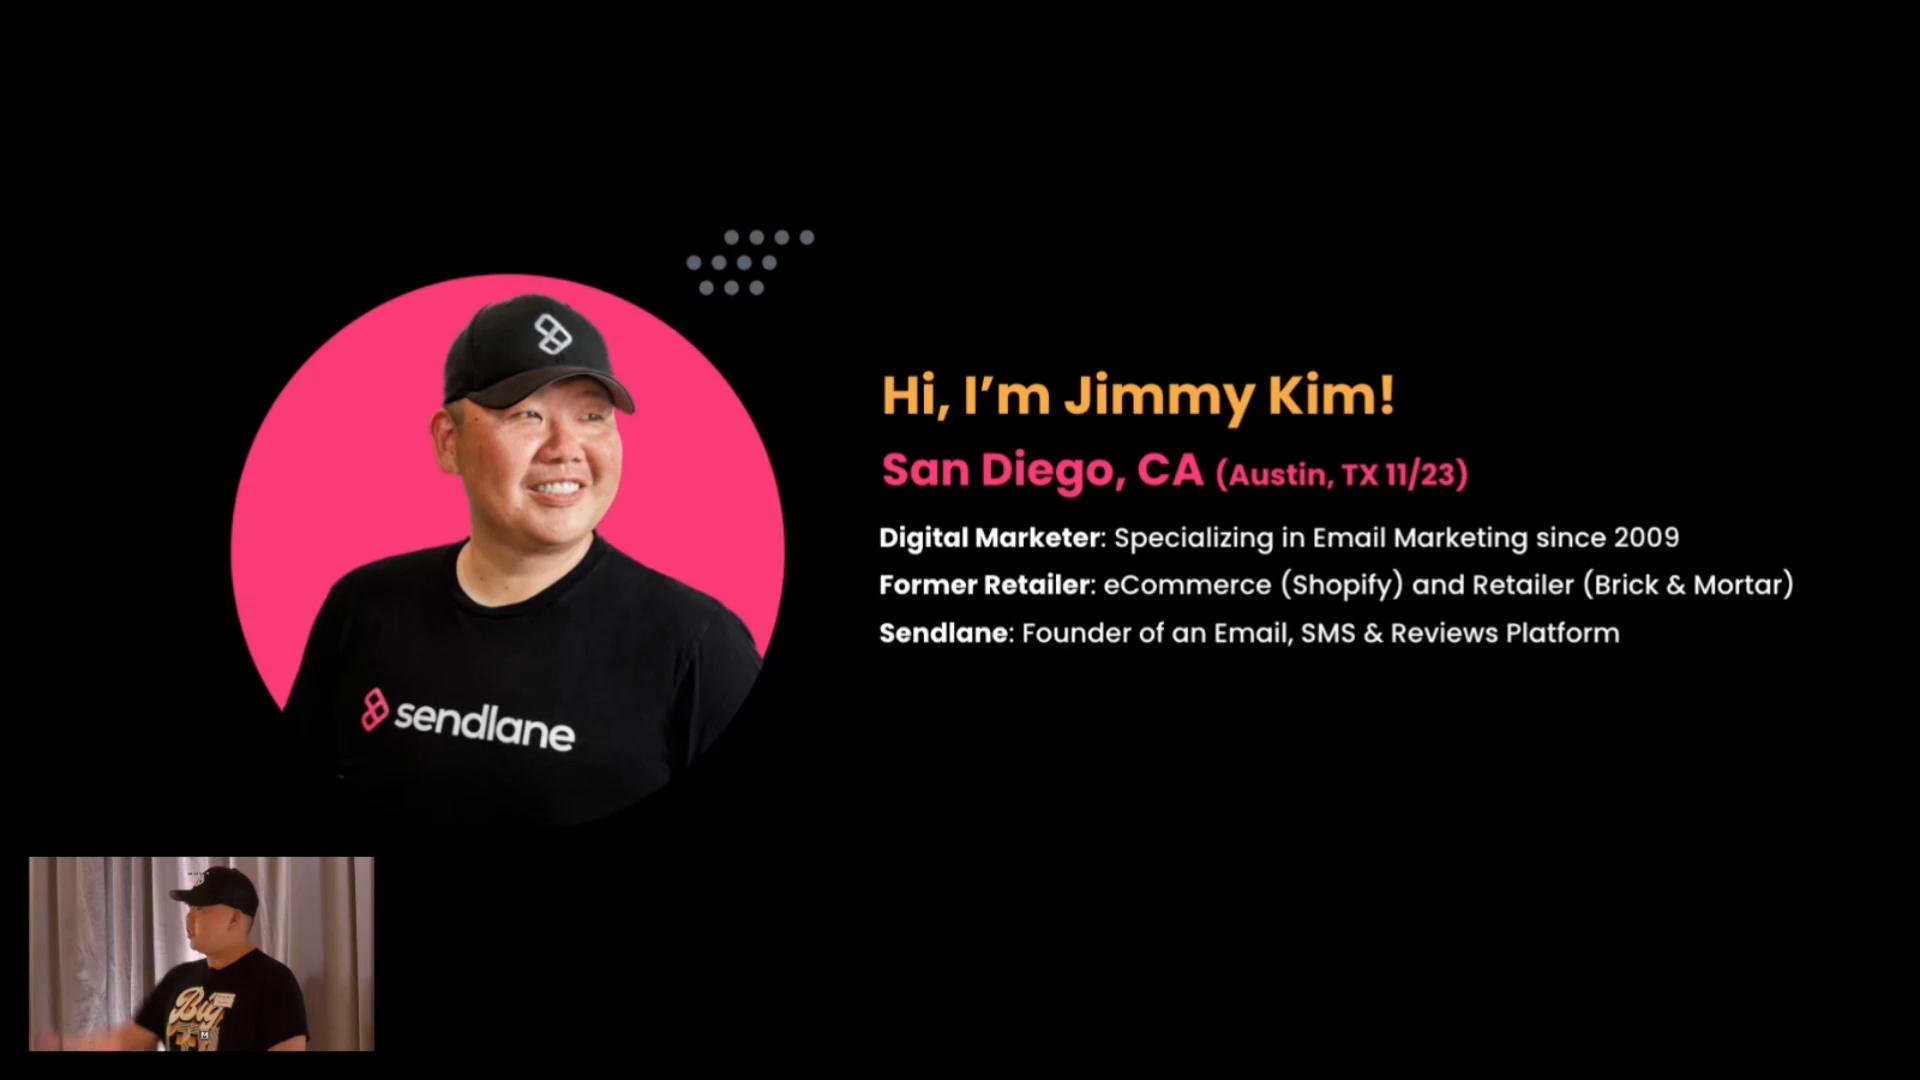 Hi, I’m Jimmy Kim!
San Diego, CA (Austin, TX 11/23)
Digital Marketer: Specializing in Email Marketing since 2009
Former Retailer: eCommerce (Shopify) and Retailer (Brick & Mortar)
Sendlane: Founder of an Email, SMS & Reviews Platform
sendlane
Big